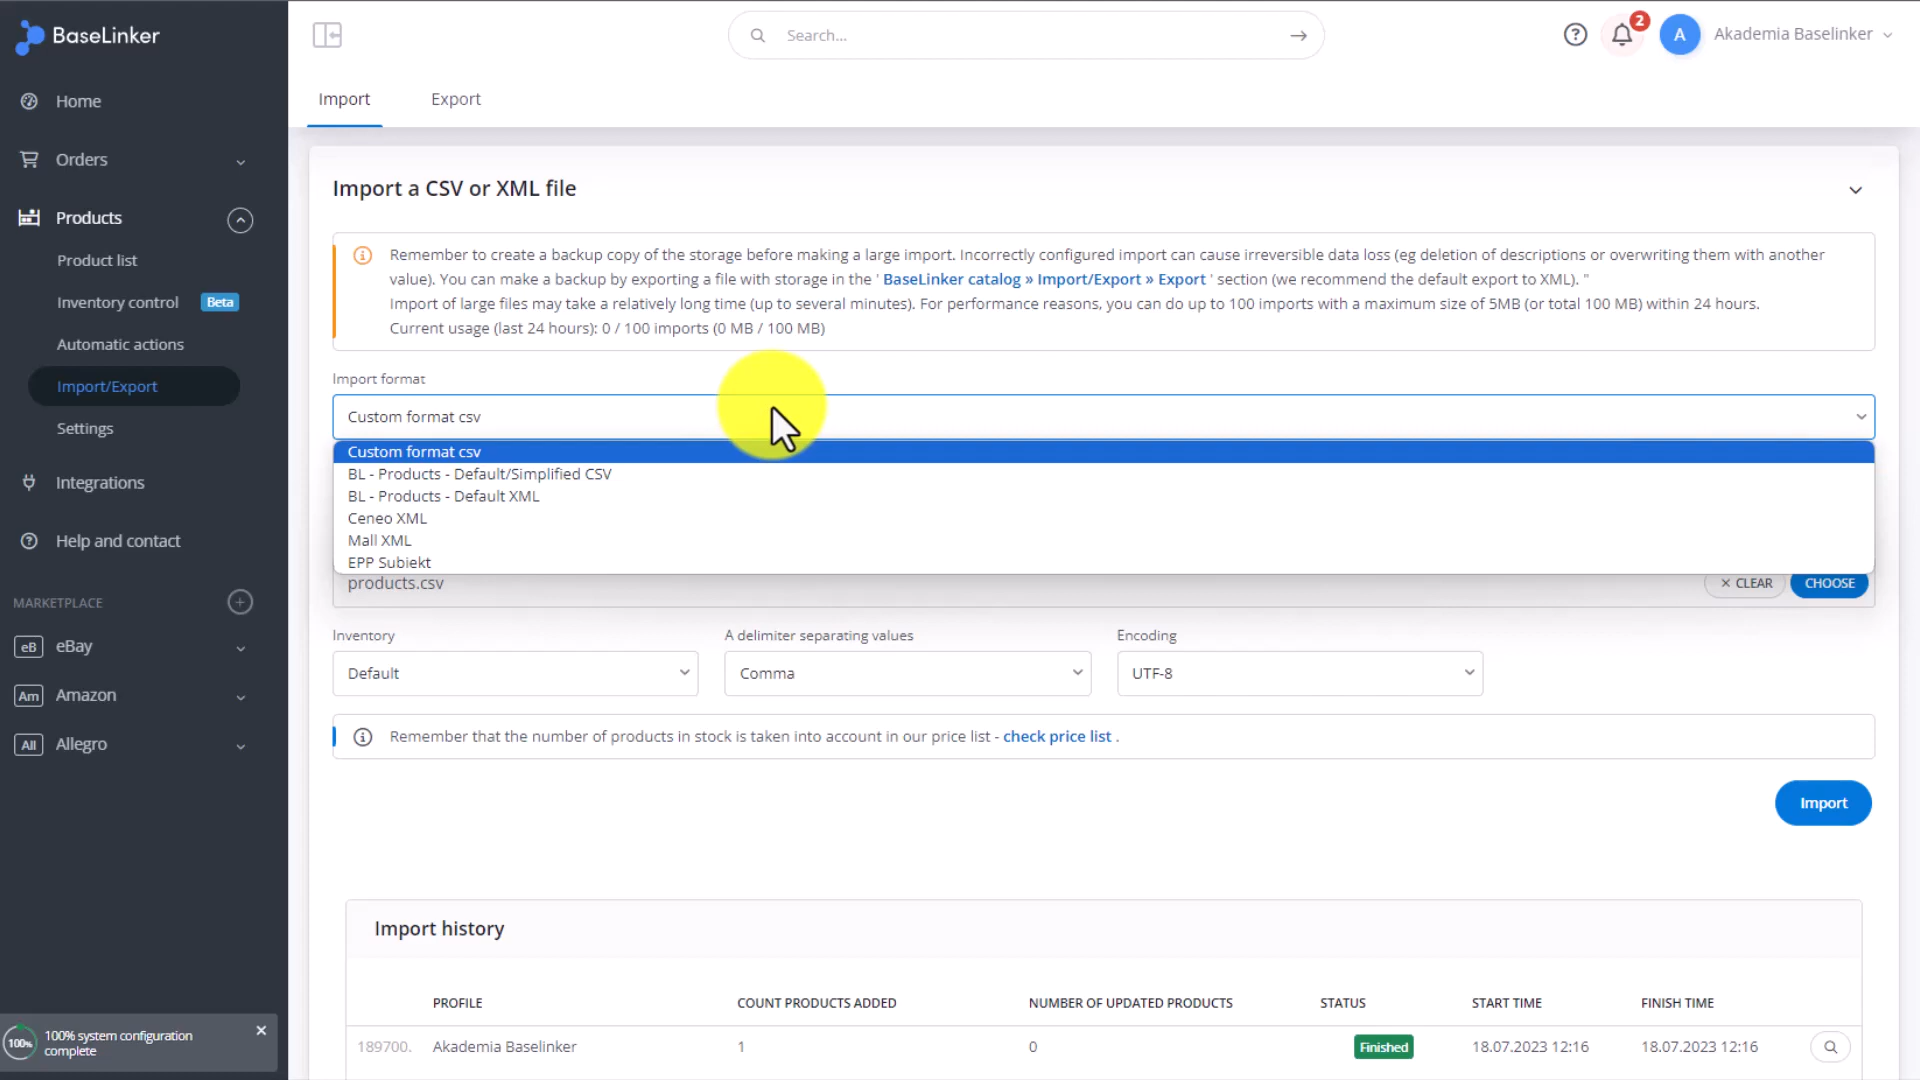 BaseLinker
Search...
2
A
Akademia Baselinker
Home
Import
Export
Orders
Import a CSV or XML file
Products
Remember to create a backup copy of the storage before making a large import. Incorrectly configured import can cause irreversible data loss (eg deletion of descriptions or overwriting them with another
value). You can make a backup by exporting a file with storage in the ' BaseLinker catalog » Import/Export » Export ' section (we recommend the default export to XML). "
Import of large files may take a relatively long time (up to several minutes). For performance reasons, you can do up to 100 imports with a maximum size of 5MB (or total 100 MB) within 24 hours.
Current usage (last 24 hours): 0 / 100 imports (0 MB / 100 MB)
Product list
Inventory control Beta
Automatic actions
Import/Export
Settings
Integrations
Help and contact
MARKETPLACE
eB eBay
Am Amazon
All Allegro
100% 100% system configuration
complete
Import format
Custom format csv
Custom format csv
BL - Products - Default/Simplified CSV
BL - Products - Default XML
Ceneo XML
Mall XML
EPP Subiekt
products.csv
CLEAR
CHOOSE
Inventory
A delimiter separating values
Encoding
Default
Comma
UTF-8
Remember that the number of products in stock is taken into account in our price list - check price list .
Import
Import history
PROFILE COUNT PRODUCTS ADDED NUMBER OF UPDATED PRODUCTS STATUS START TIME FINISH TIME
189700. Akademia Baselinker 1 0 Finished 18.07.2023 12:16 18.07.2023 12:16